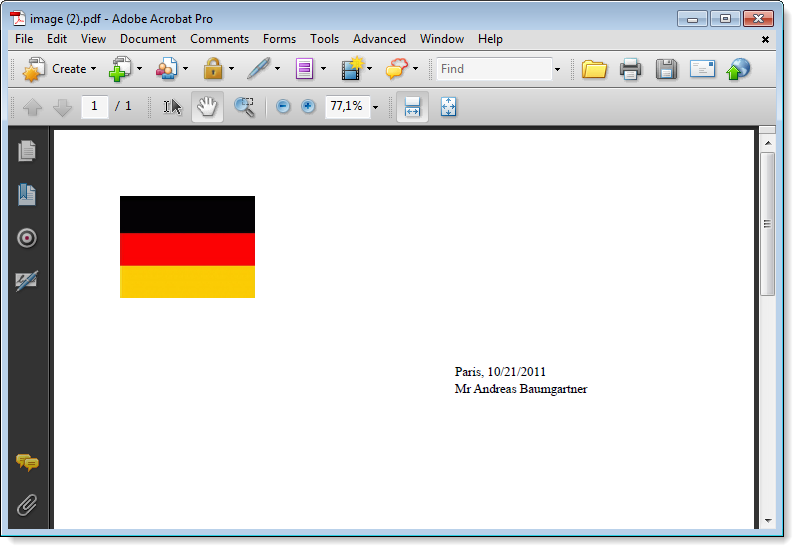 image (2).pdf - Adobe Acrobat Pro
File Edit View Document Comments Forms Tools Advanced Window Help
Create Find
1 / 1 77,1%
Paris, 10/21/2011
Mr Andreas Baumgartner